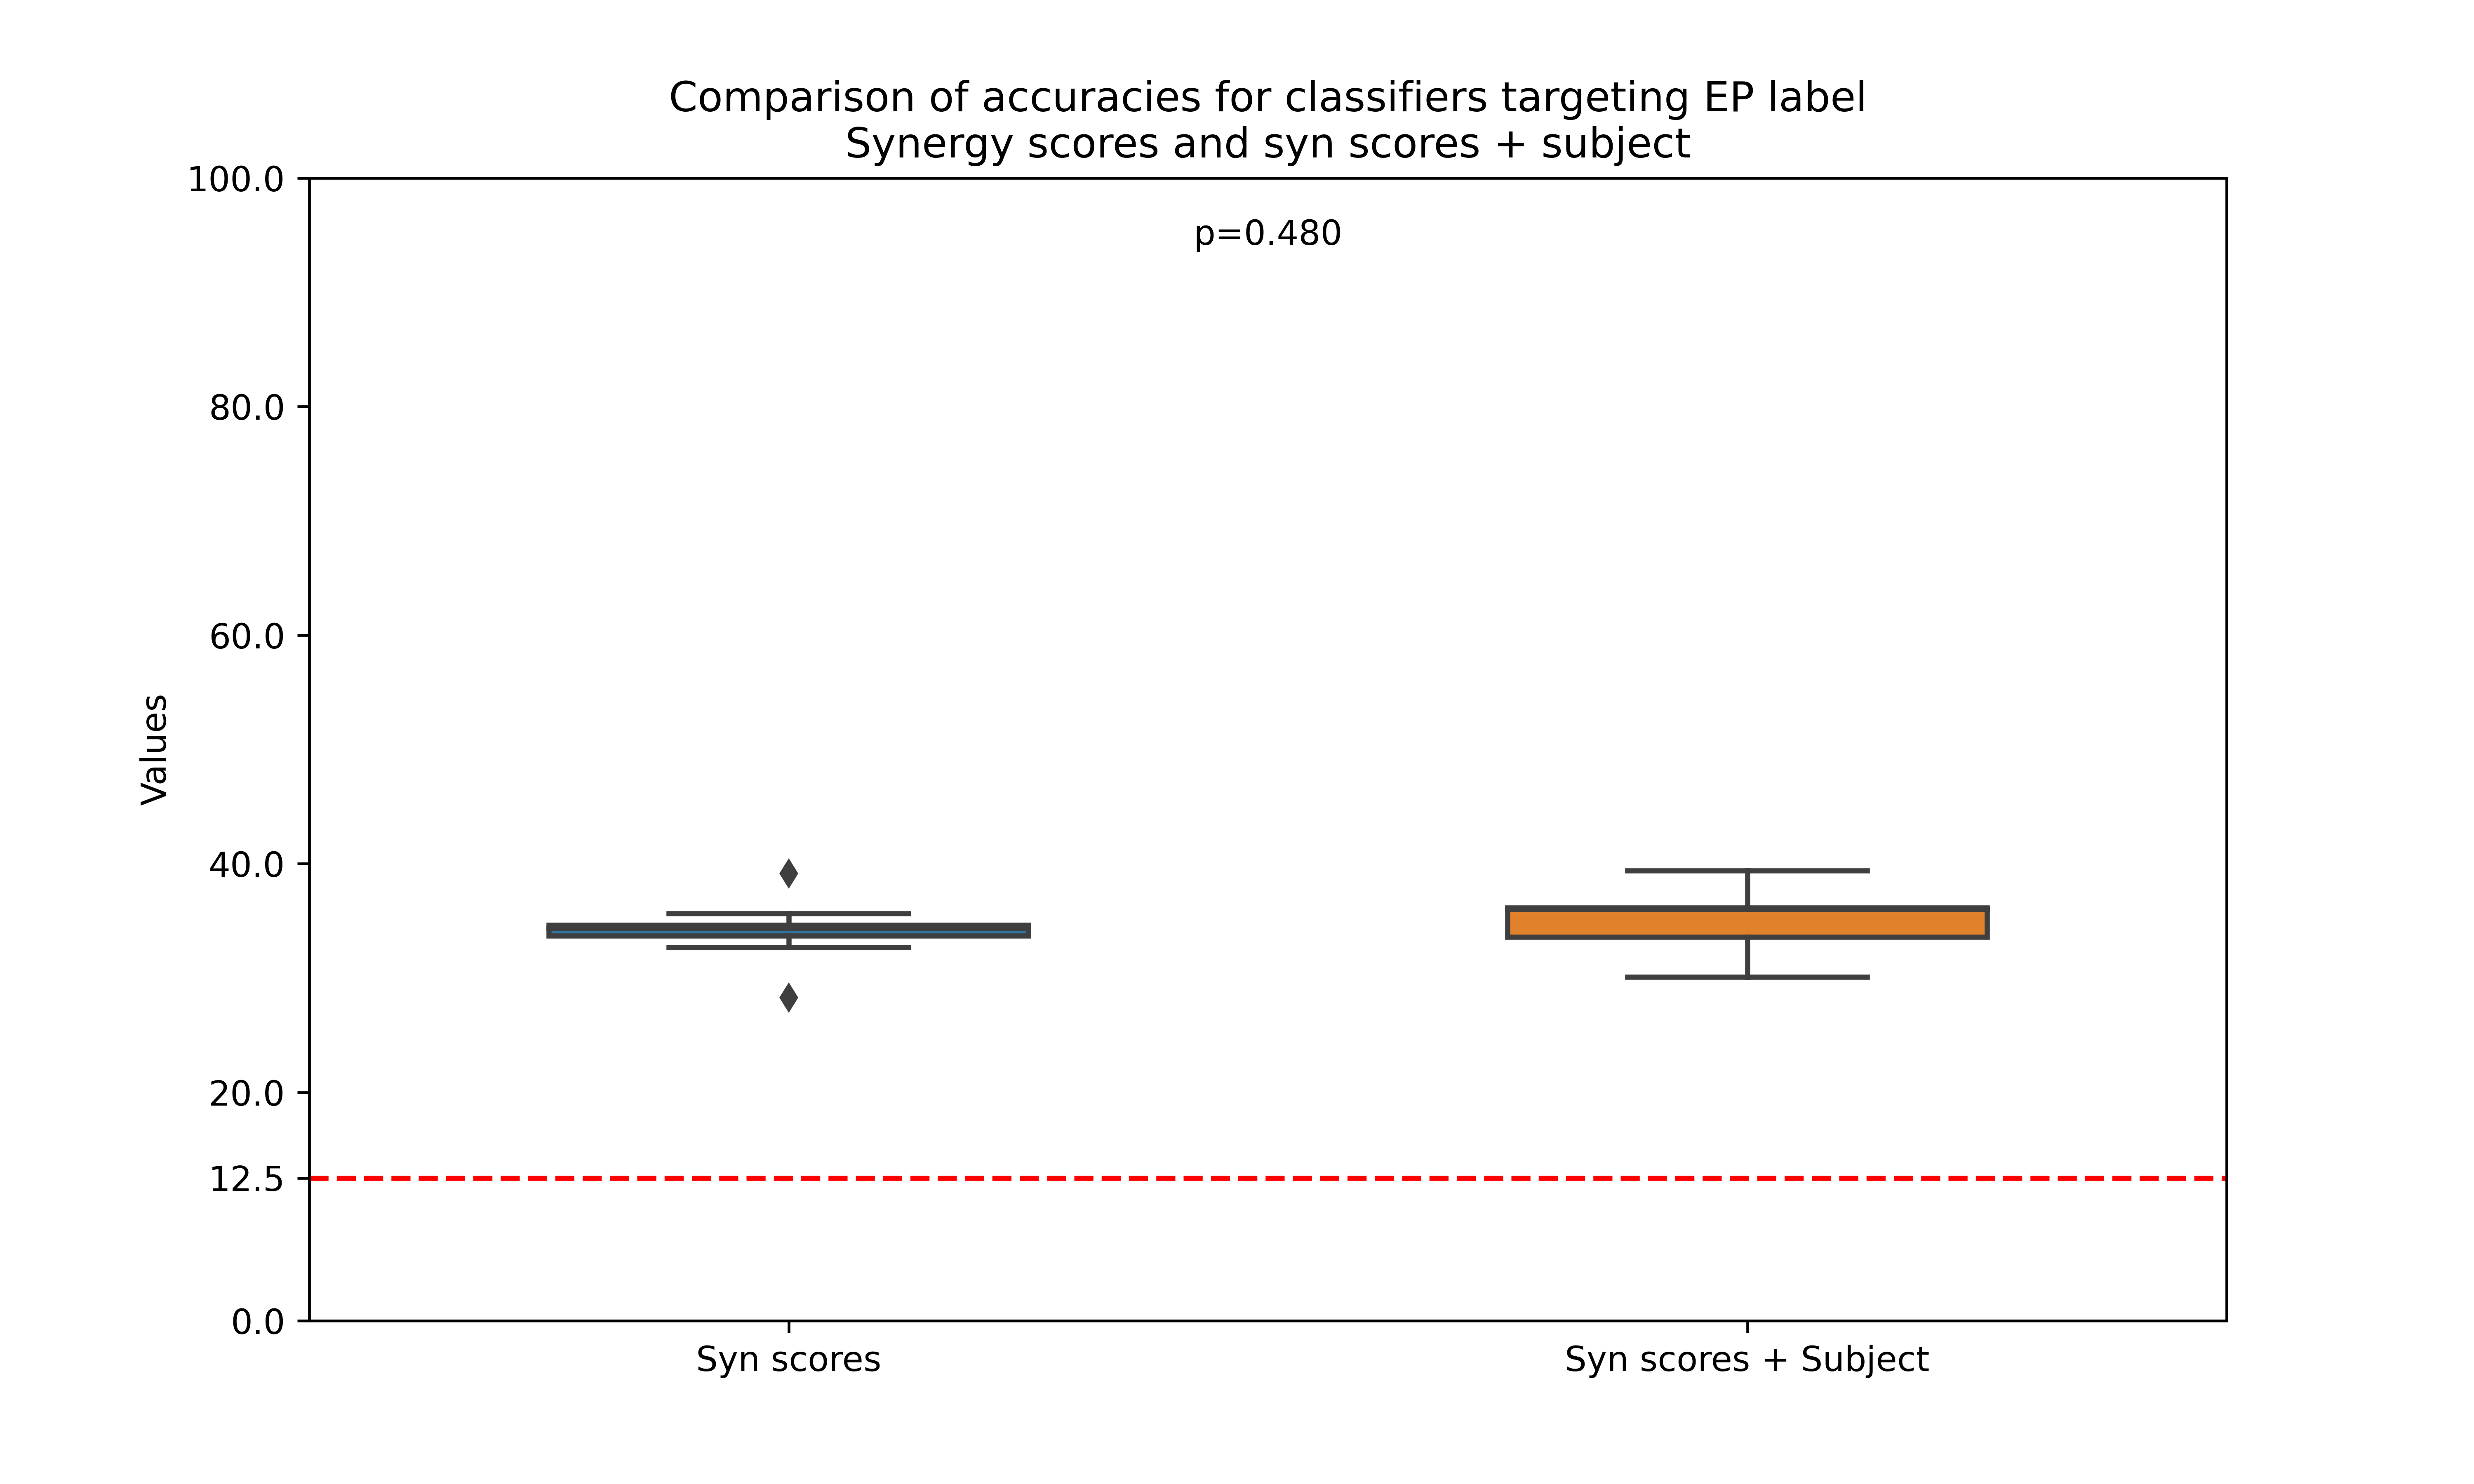 Comparison of accuracies for classifiers targeting EP label
Synergy scores and syn scores + subject
100.0
p=0.480
80.0
60.0
Values
40.0
20.0
12.5
0.0
Syn scores
Syn scores + Subject